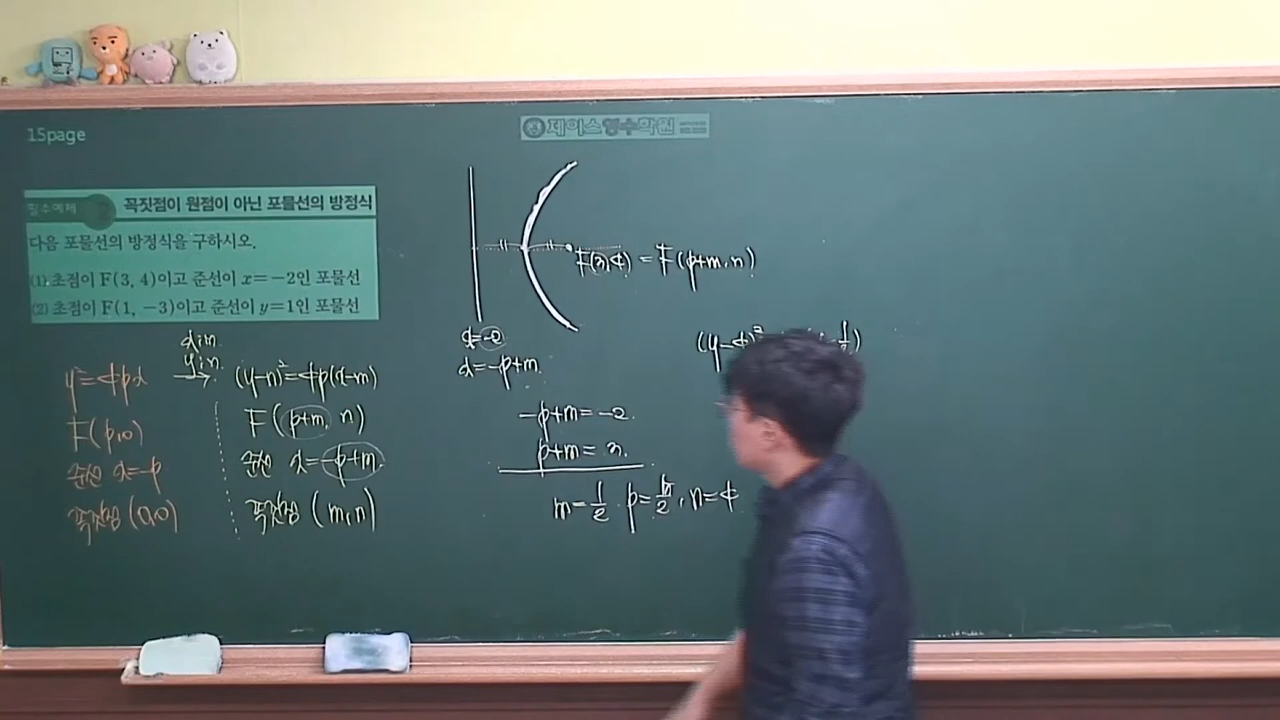 15page
제이스영수학원
필수예제 꼭짓점이 원점이 아닌 포물선의 방정식
다음 포물선의 방정식을 구하시오.
(1) 초점이 F(3, 4)이고 준선이 x=−2인 포물선
(2) 초점이 F(1, −3)이고 준선이 y=1인 포물선
y²=4px
F(p,0)
준선 x=-p
꼭짓점 (0,0)
x:m
y:n
→
(y-n)²=4p(x-m)
F(p+m, n)
준선 x=-p+m
꼭짓점 (m,n)
F(3,4) = F(p+m,n)
x=-2
x=-p+m
-p+m=-2
p+m=3
m=1/2, p=5/2, n=4
(y-4)²
1/2)